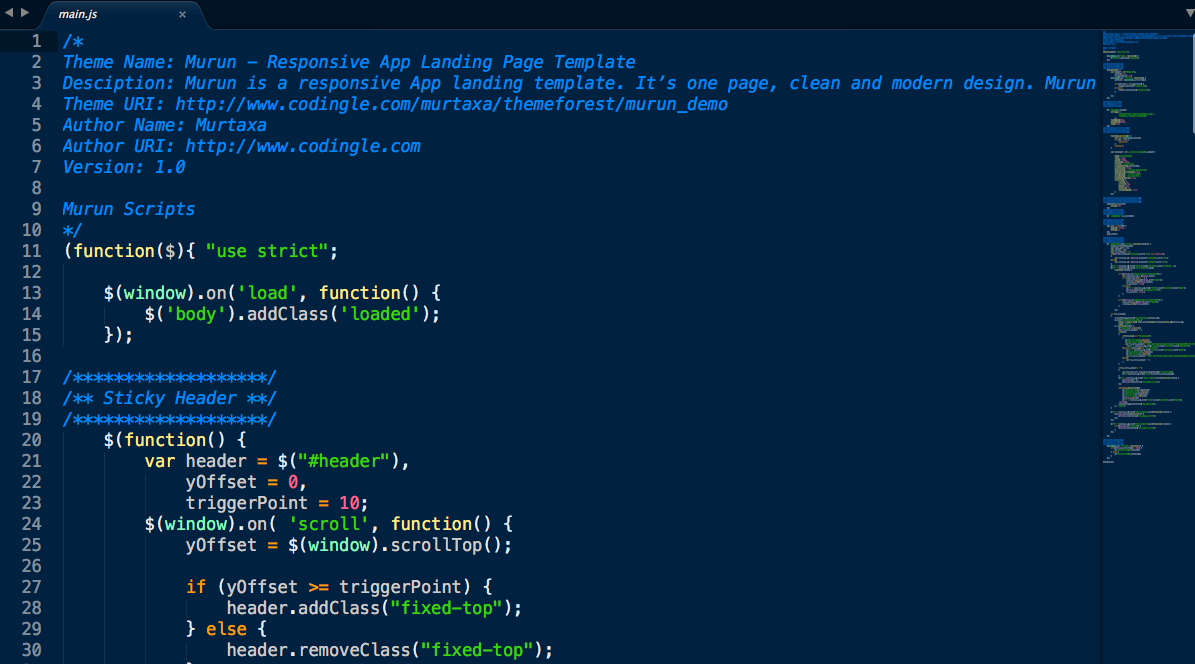 main.js
1 /*
2 Theme Name: Murun – Responsive App Landing Page Template
3 Desciption: Murun is a responsive App landing template. It’s one page, clean and modern design. Murun
4 Theme URI: http://www.codingle.com/murtaxa/themeforest/murun_demo
5 Author Name: Murtaxa
6 Author URI: http://www.codingle.com
7 Version: 1.0
8
9 Murun Scripts
10 */
11 (function($){ "use strict";
12
13     $(window).on('load', function() {
14         $('body').addClass('loaded');
15     });
16
17 /*******************/
18 /** Sticky Header **/
19 /*******************/
20     $(function() {
21         var header = $("#header"),
22             yOffset = 0,
23             triggerPoint = 10;
24         $(window).on( 'scroll', function() {
25             yOffset = $(window).scrollTop();
26
27             if (yOffset >= triggerPoint) {
28                 header.addClass("fixed-top");
29             } else {
30                 header.removeClass("fixed-top");